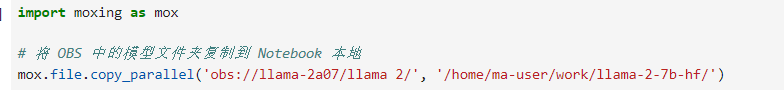 import moxing as mox
# 将 OBS 中的模型文件夹复制到 Notebook 本地
mox.file.copy_parallel('obs://llama-2a07/llama 2/', '/home/ma-user/work/llama-2-7b-hf/')